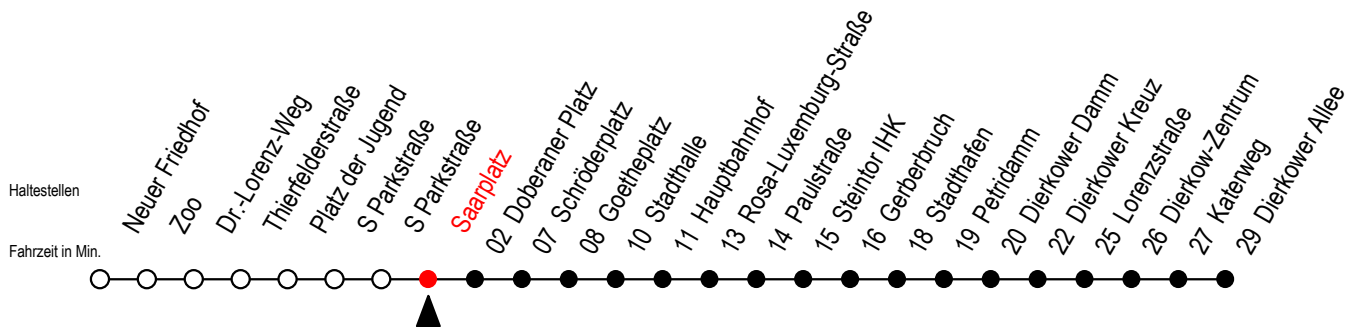 Haltestellen
Fahrzeit in Min.
Neuer Friedhof
Zoo
Dr.-Lorenz-Weg
Thierfelderstraße
Platz der Jugend
S Parkstraße
S Parkstraße
Saarplatz
02 Doberaner Platz
07 Schröderplatz
08 Goetheplatz
10 Stadthalle
11 Hauptbahnhof
13 Rosa-Luxemburg-Straße
14 Paulstraße
15 Steintor IHK
16 Gerberbruch
18 Stadthafen
19 Petridamm
20 Dierkower Damm
22 Dierkower Kreuz
25 Lorenzstraße
26 Dierkow-Zentrum
27 Katerweg
29 Dierkower Allee